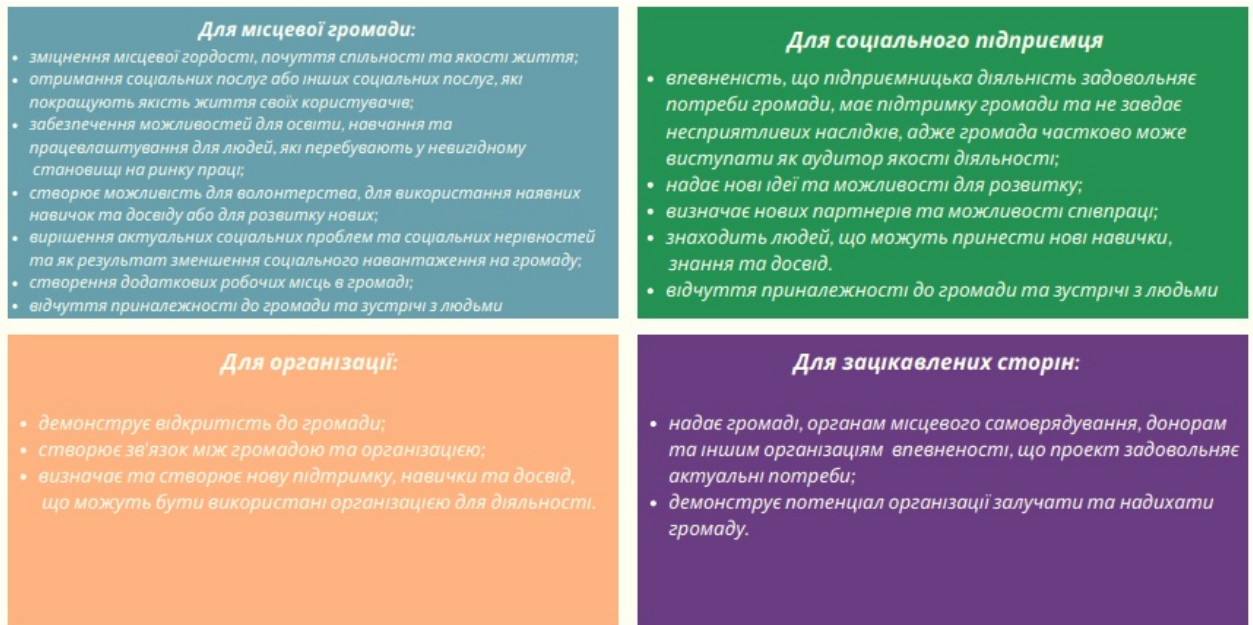 Для місцевої громади:
• зміцнення місцевої гордості, почуття спільності та якості життя;
• отримання соціальних послуг або інших соціальних послуг, які
покращують якість життя своїх користувачів;
• забезпечення можливостей для освіти, навчання та
працевлаштування для людей, які перебувають у невигідному
становищі на ринку праці;
• створює можливість для волонтерства, для використання наявних
навичок та досвіду або для розвитку нових;
• вирішення актуальних соціальних проблем та соціальних нерівностей
та як результат зменшення соціального навантаження на громаду;
• створення додаткових робочих місць в громаді;
• відчуття приналежності до громади та зустрічі з людьми
Для соціального підприємця
• впевненість, що підприємницька діяльність задовольняє
потреби громади, має підтримку громади та не завдає
несприятливих наслідків, адже громада частково може
виступати як аудитор якості діяльності;
• надає нові ідеї та можливості для розвитку;
• визначає нових партнерів та можливості співпраці;
• знаходить людей, що можуть принести нові навички,
знання та досвід.
• відчуття приналежності до громади та зустрічі з людьми
Для організації:
• демонструє відкритість до громади;
• створює зв'язок між громадою та організацією;
• визначає та створює нову підтримку, навички та досвід,
що можуть бути використані організацією для діяльності.
Для зацікавлених сторін:
• надає громаді, органам місцевого самоврядування, донорам
та іншим організаціям впевненості, що проект задовольняє
актуальні потреби;
• демонструє потенціал організації залучати та надихати
громаду.